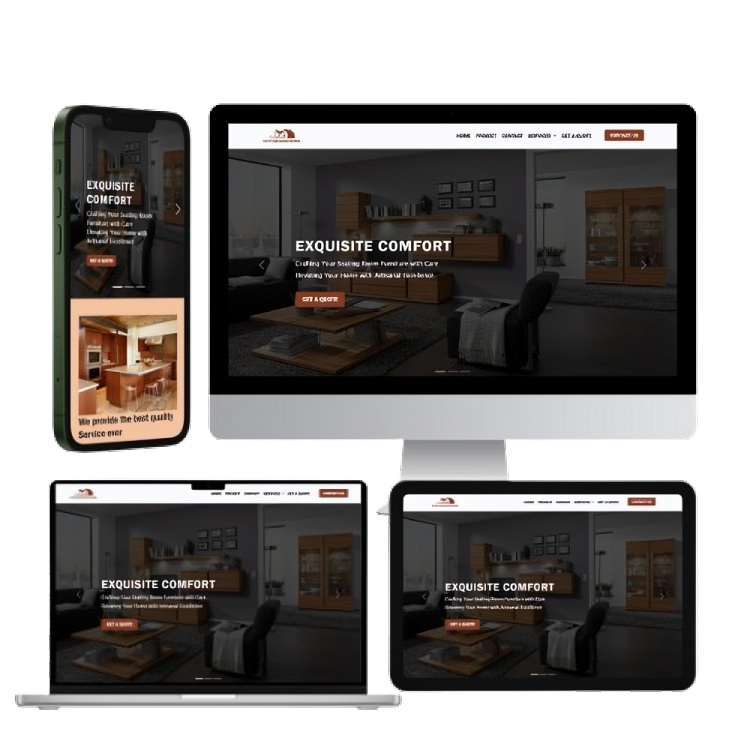 EXQUISITE
COMFORT
Crafting Your Seating Room
Furniture with Care
Elevating Your Home with
Artisanal Excellence
GET A QUOTE
We provide The best quality
Service ever
HOME PRODUCT CONTACT SERVICES GET A QUOTE CONTACT US
EXQUISITE COMFORT
Crafting Your Seating Room Furniture with Care
Elevating Your Home with Artisanal Excellence
GET A QUOTE
HOME PRODUCT CONTACT SERVICES GET A QUOTE
EXQUISITE COMFORT
Crafting Your Seating Room Furniture with Care
Elevating Your Home with Artisanal Excellence
GET A QUOTE
HOME PRODUCT CONTACT SERVICES GET A QUOTE
EXQUISITE COMFORT
Crafting Your Seating Room Furniture with Care
Elevating Your Home with Artisanal Excellence
GET A QUOTE